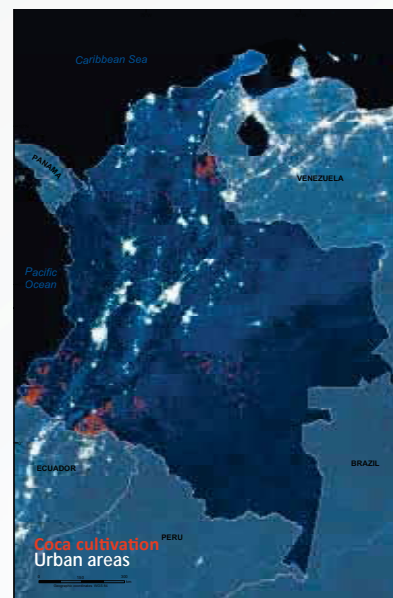 Caribbean Sea
PANAMA
VENEZUELA
Pacific
Ocean
ECUADOR
BRAZIL
PERU
Coca cultivation
Urban areas